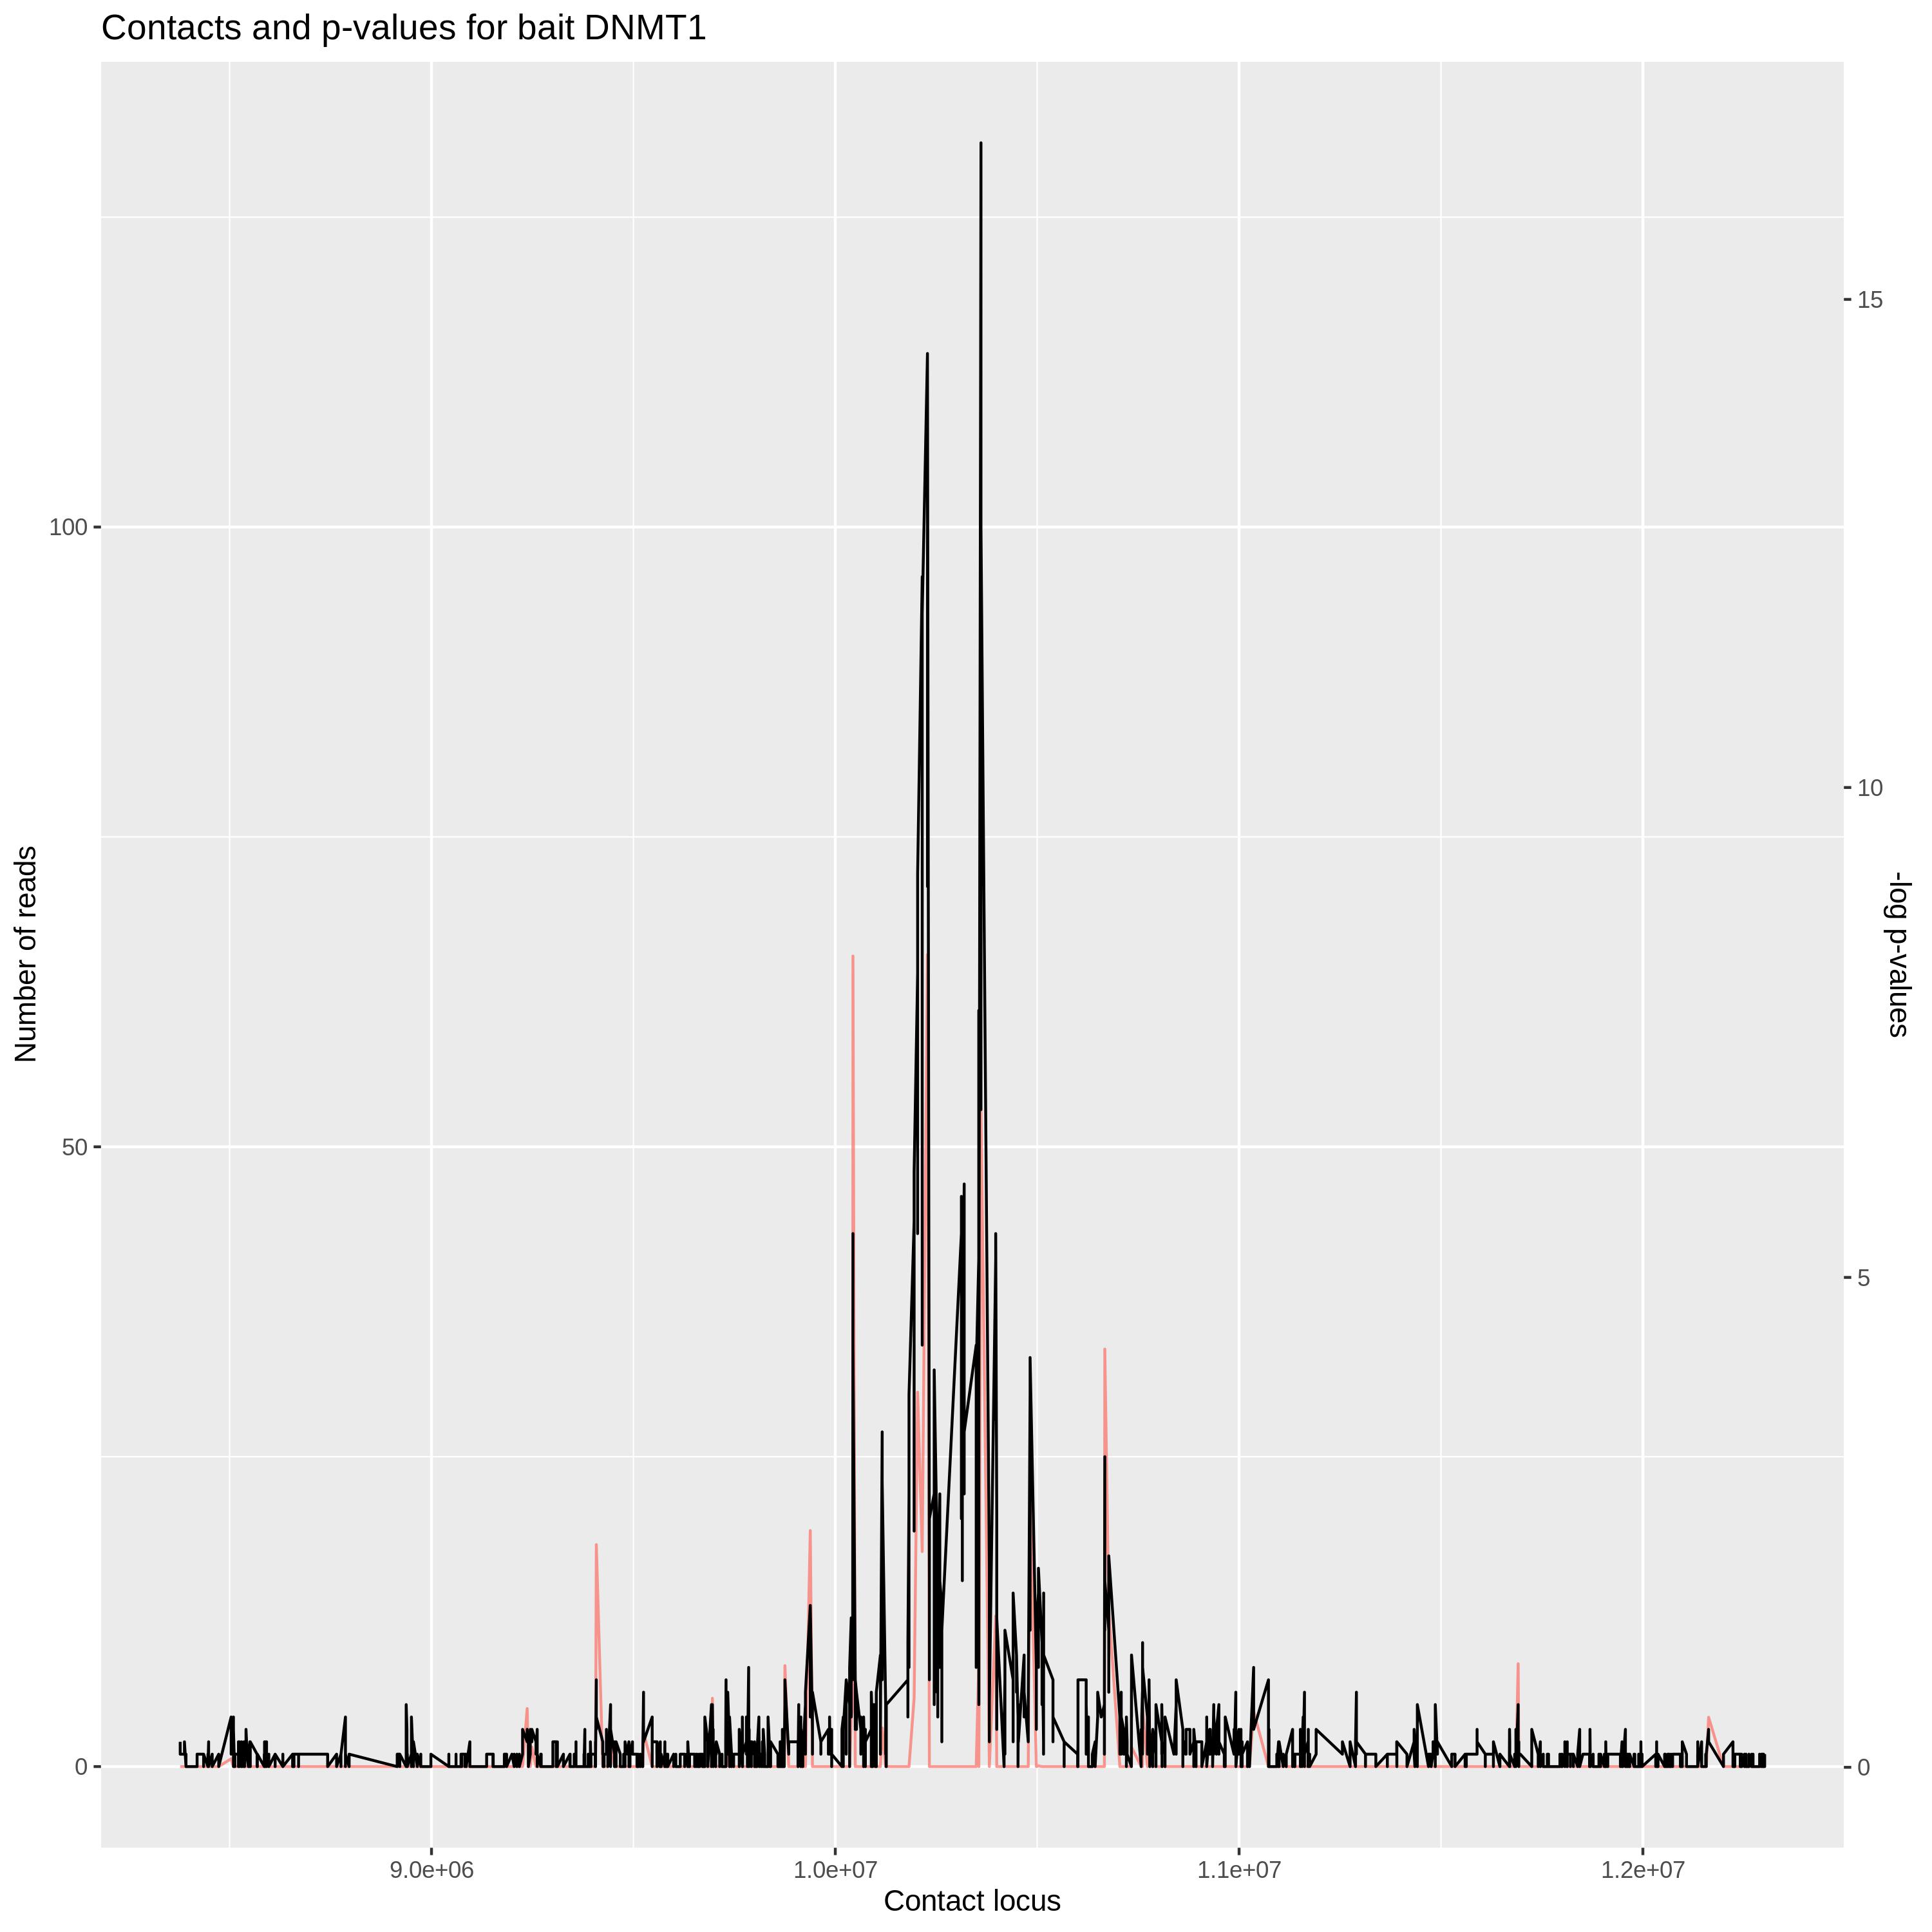 Contacts and p-values for bait DNMT1
Number of reads
100
50
0
15
10
5
0
-log p-values
9.0e+06
1.0e+07
1.1e+07
1.2e+07
Contact locus